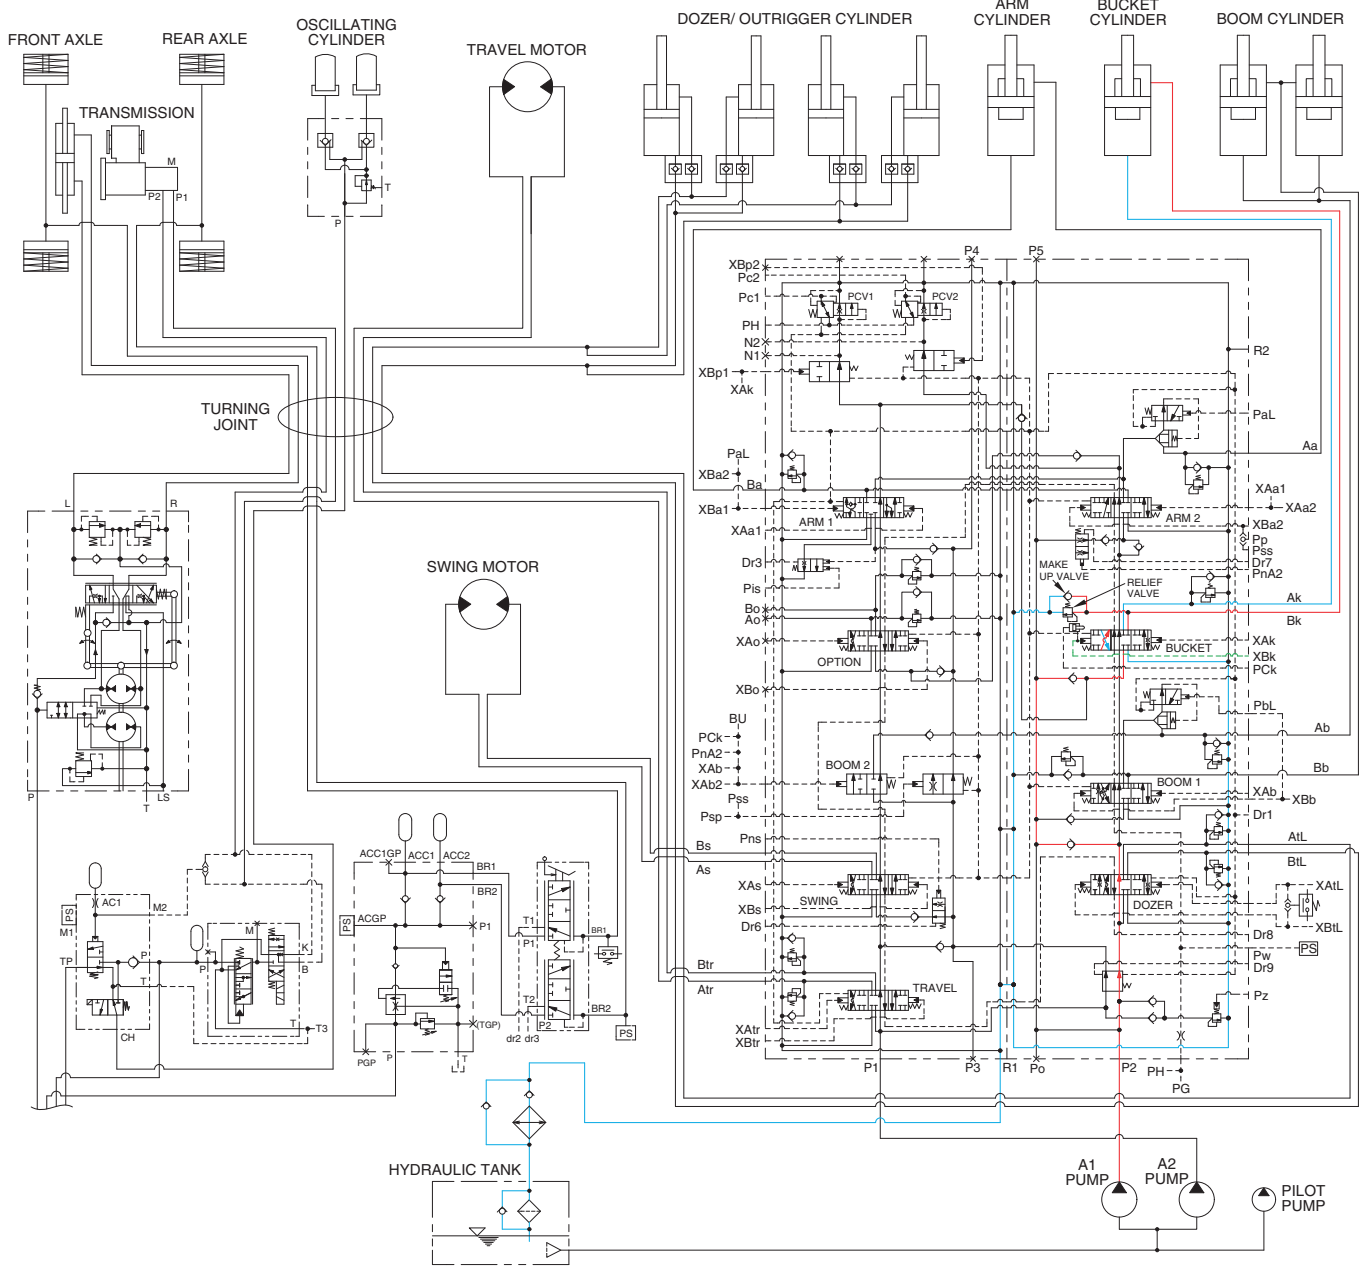 FRONT AXLE
REAR AXLE
OSCILLATING
CYLINDER
TRAVEL MOTOR
DOZER/ OUTRIGGER CYLINDER
ARM
CYLINDER
BUCKET
CYLINDER
BOOM CYLINDER
TRANSMISSION
M
P2
P1
T
P
TURNING
JOINT
P4
P5
XBp2
Pc2
Pc1
PCV1
PCV2
PH
N2
N1
XBp1
XAk
R2
PaL
Aa
PaL
XBa2
Ba
XBa1
XAa1
ARM 1
ARM 2
XAa1
XAa2
XBa2
Pp
Pss
Dr7
PnA2
Dr3
Pis
MAKE
UP VALVE
RELIEF
VALVE
Ak
Bk
Bo
Ao
XAo
OPTION
BUCKET
XAk
XBk
PCk
XBo
PbL
BU
PCk
PnA2
XAb
XAb2
BOOM 2
Ab
Bb
BOOM 1
XAb
XBb
Pss
Psp
Dr1
Pns
AtL
BtL
Bs
As
XAs
SWING
XBs
Dr6
DOZER
XAtL
XBtL
Dr8
PS
Pw
Dr9
Btr
Atr
TRAVEL
Pz
XAtr
XBtr
P1
P3
R1
Po
P2
PH
PG
L
R
SWING MOTOR
P
T
LS
ACC1GP
ACC1
ACC2
BR1
BR2
PS
ACGP
P1
T1
P1
BR1
T2
P2
BR2
dr2
dr3
PS
(TGP)
PGP
P
T
AC1
M2
PS
M1
TP
P
T
CH
M
K
P
B
T
T3
HYDRAULIC TANK
A1
PUMP
A2
PUMP
PILOT
PUMP